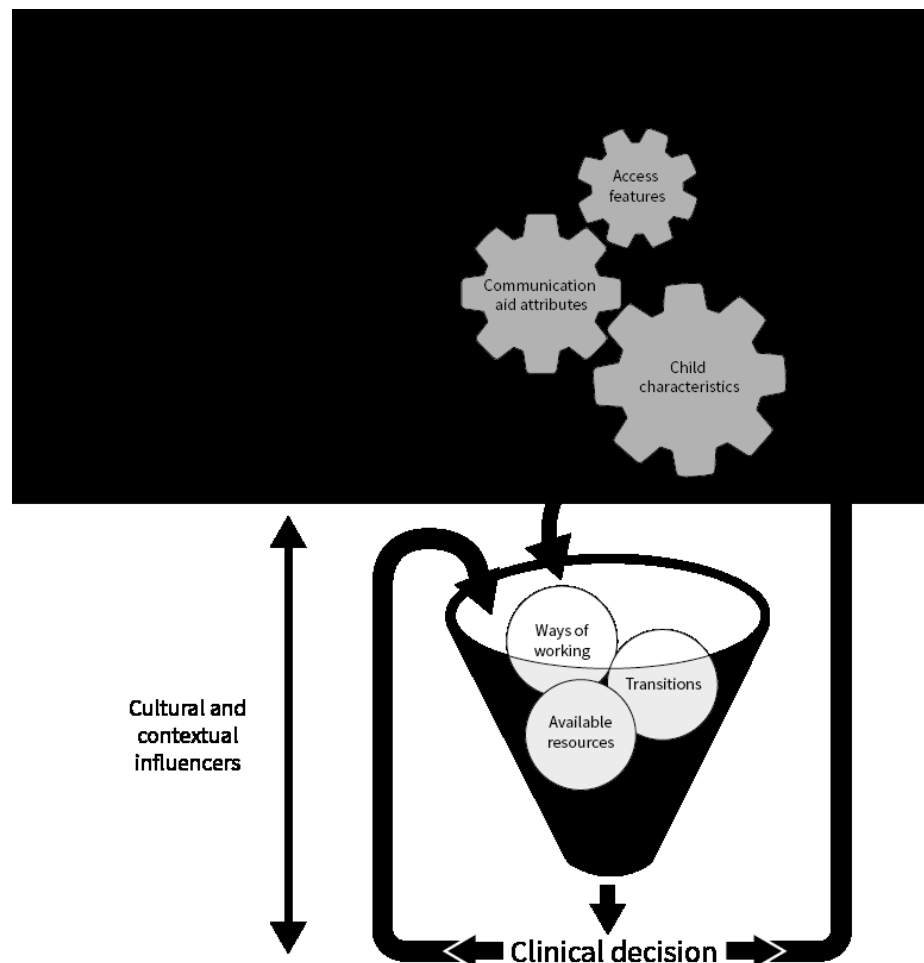 Access
features
Communication
aid attributes
Child
characteristics
Ways of
working
Transitions
Available
resources
Cultural and
contextual
influencers
Clinical decision